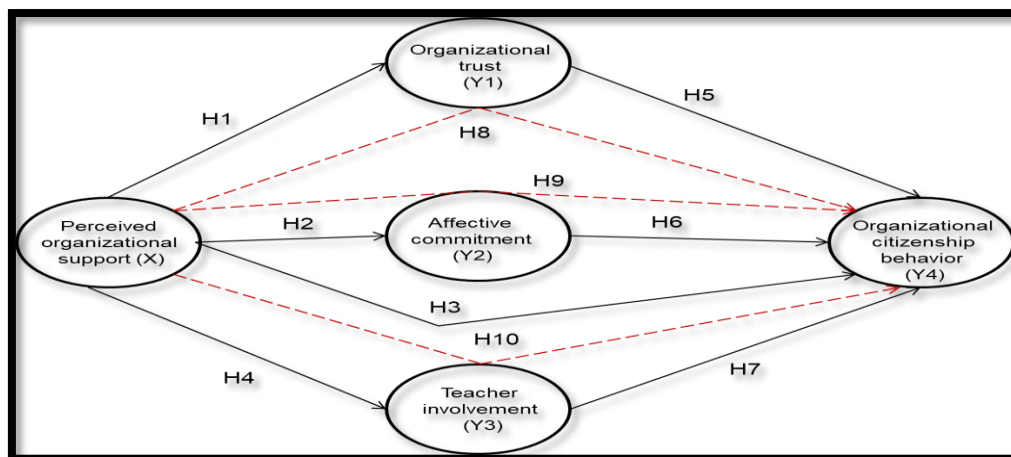 Organizational
trust
(Y1)
H1
H5
H8
H9
Perceived
organizational
support (X)
H2
Affective
commitment
(Y2)
H6
Organizational
citizenship
behavior
(Y4)
H3
H10
H4
H7
Teacher
involvement
(Y3)